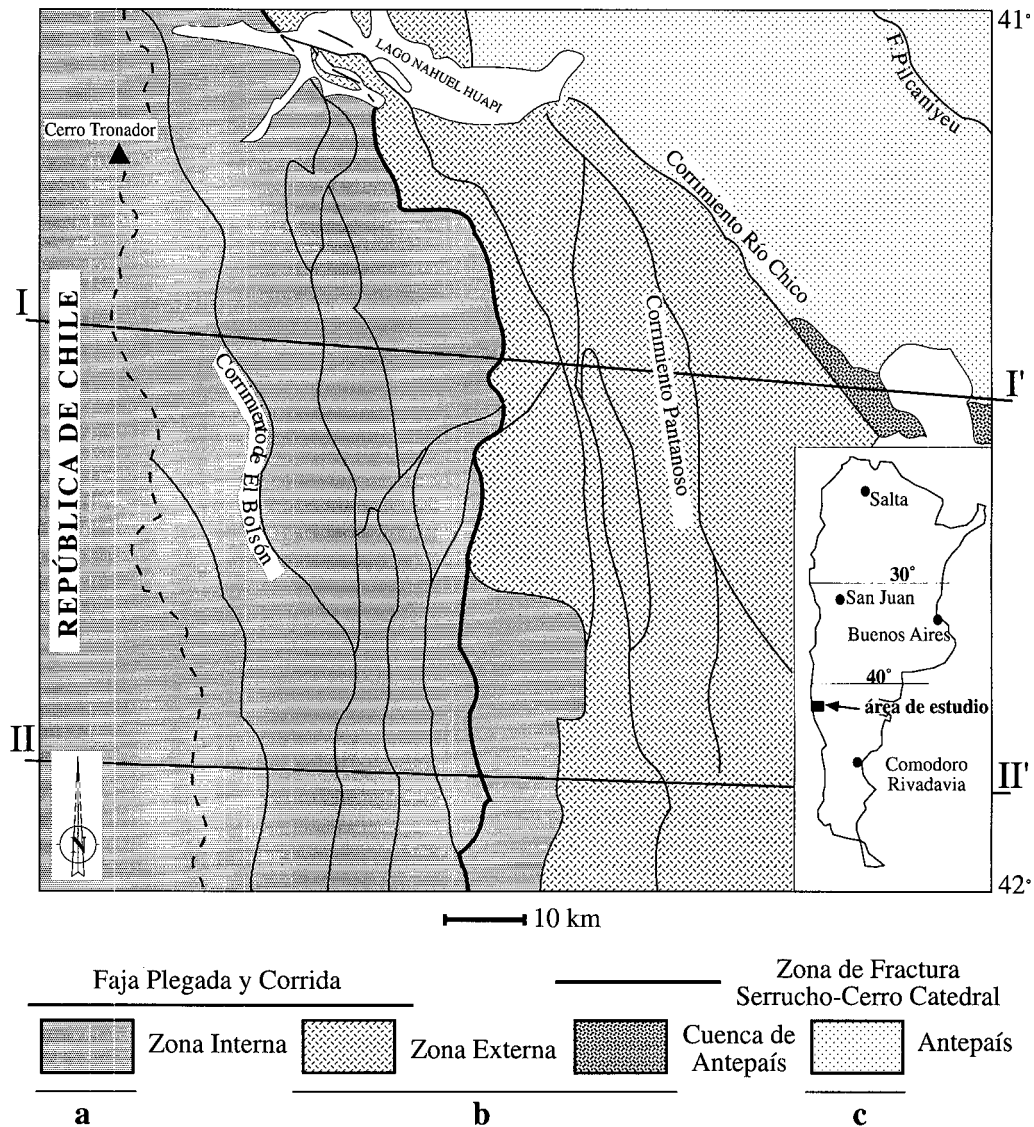 41°
LAGO NAHUEL HUAPI
F. Pilcaniyeu
Cerro Tronador
Corrimiento Río Chico
I
REPÚBLICA DE CHILE
Corrimiento de El Bolsón
Corrimiento Pantanoso
I'
Salta
30°
San Juan
Buenos Aires
40°
área de estudio
Comodoro
Rivadavia
II
II'
N
42°
10 km
Faja Plegada y Corrida
Zona de Fractura
Serrucho-Cerro Catedral
Zona Interna
Zona Externa
Cuenca de
Antepaís
Antepaís
a
b
c